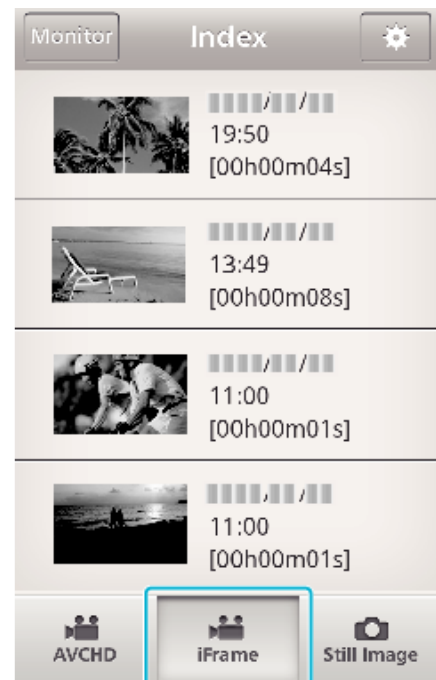 Monitor Index
19:50
[00h00m04s]
13:49
[00h00m08s]
11:00
[00h00m01s]
11:00
[00h00m01s]
AVCHD iFrame Still Image